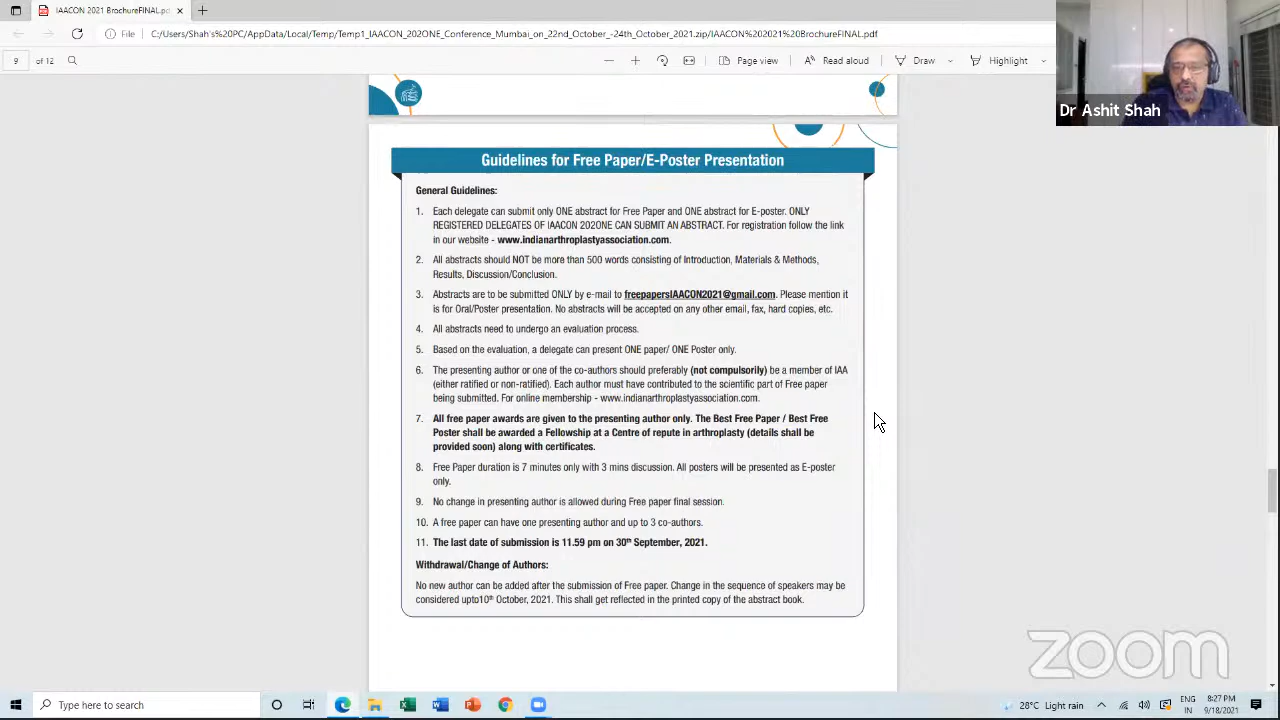 IAACON 2021 BrochureFINAL.pdf
File
C:/Users/Shah's%20PC/AppData/Local/Temp/Temp1_IAACON_202ONE_Conference_Mumbai_on_22nd_October_-24th_October_2021.zip/IAACON%202021%20BrochureFINAL.pdf
9 of 12
Page view
Read aloud
Draw
Highlight
Dr Ashit Shah
Guidelines for Free Paper/E-Poster Presentation
General Guidelines:
1. Each delegate can submit only ONE abstract for Free Paper and ONE abstract for E-poster. ONLY
REGISTERED DELEGATES OF IAACON 202ONE CAN SUBMIT AN ABSTRACT. For registration follow the link
in our website - www.indianarthroplastyassociation.com.
2. All abstracts should NOT be more than 500 words consisting of Introduction, Materials & Methods,
Results, Discussion/Conclusion.
3. Abstracts are to be submitted ONLY by e-mail to freepapersIAACON2021@gmail.com. Please mention it
is for Oral/Poster presentation. No abstracts will be accepted on any other email, fax, hard copies, etc.
4. All abstracts need to undergo an evaluation process.
5. Based on the evaluation, a delegate can present ONE paper/ ONE Poster only.
6. The presenting author or one of the co-authors should preferably (not compulsorily) be a member of IAA
(either ratified or non-ratified). Each author must have contributed to the scientific part of Free paper
being submitted. For online membership - www.indianarthroplastyassociation.com.
7. All free paper awards are given to the presenting author only. The Best Free Paper / Best Free
Poster shall be awarded a Fellowship at a Centre of repute in arthroplasty (details shall be
provided soon) along with certificates.
8. Free Paper duration is 7 minutes only with 3 mins discussion. All posters will be presented as E-poster
only.
9. No change in presenting author is allowed during Free paper final session.
10. A free paper can have one presenting author and up to 3 co-authors.
11. The last date of submission is 11.59 pm on 30th September, 2021.
Withdrawal/Change of Authors:
No new author can be added after the submission of Free paper. Change in the sequence of speakers may be
considered upto10th October, 2021. This shall get reflected in the printed copy of the abstract book.
zoom
Type here to search
28°C Light rain
ENG
IN
8:27 PM
9/18/2021